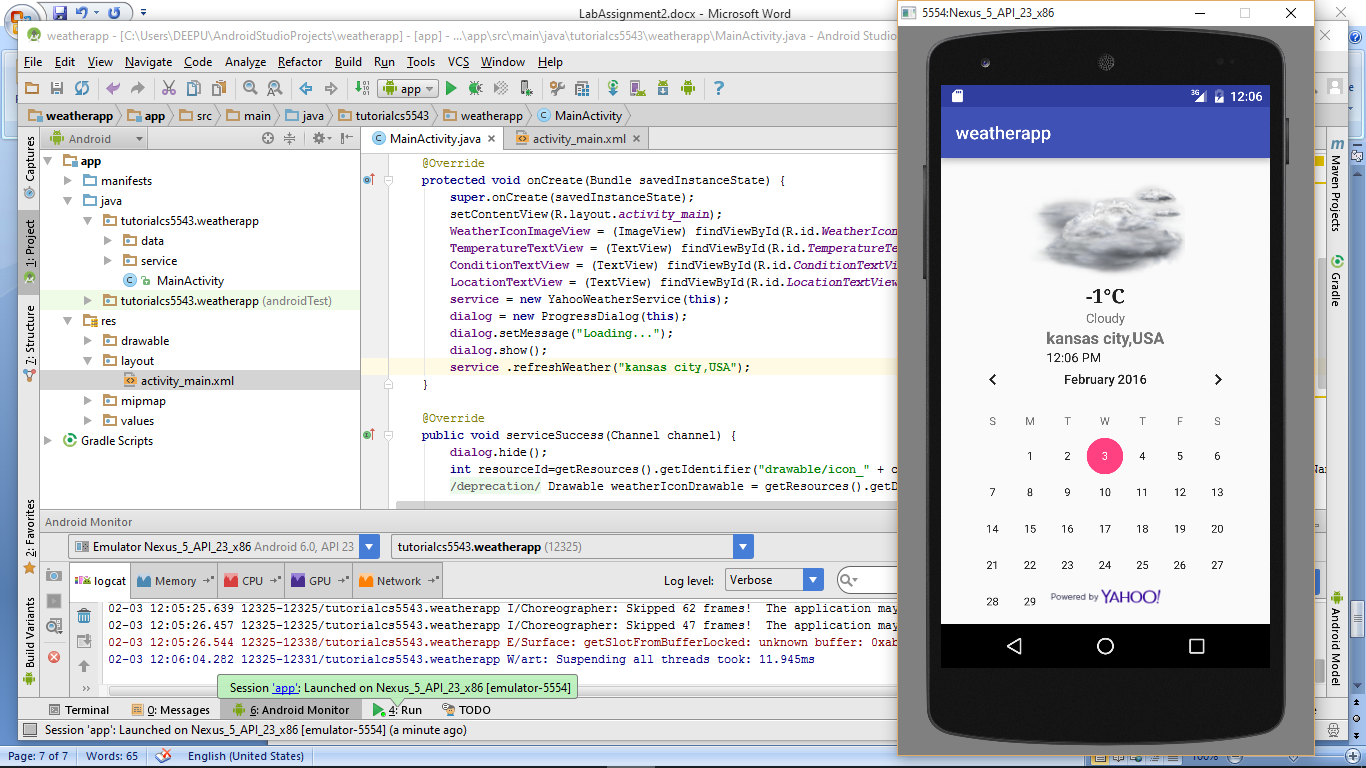 LabAssignment2.docx - Microsoft Word
weatherapp - [C:\Users\DEEPU\AndroidStudioProjects\weatherapp] - [app] - ...\app\src\main\java\tutorialcs5543\weatherapp\MainActivity.java - Android Studio
File Edit View Navigate Code Analyze Refactor Build Run Tools VCS Window Help
app
weatherapp app src main java tutorialcs5543 weatherapp MainActivity
Android
MainActivity.java activity_main.xml
Captures
1: Project
7: Structure
2: Favorites
Build Variants
app
manifests
java
tutorialcs5543.weatherapp
data
service
MainActivity
tutorialcs5543.weatherapp (androidTest)
res
drawable
layout
activity_main.xml
mipmap
values
Gradle Scripts
@Override
protected void onCreate(Bundle savedInstanceState) {
super.onCreate(savedInstanceState);
setContentView(R.layout.activity_main);
WeatherIconImageView = (ImageView) findViewById(R.id.WeatherIcon
TemperatureTextView = (TextView) findViewById(R.id.TemperatureTe
ConditionTextView = (TextView) findViewById(R.id.ConditionTextVi
LocationTextView = (TextView) findViewById(R.id.LocationTextView
service = new YahooWeatherService(this);
dialog = new ProgressDialog(this);
dialog.setMessage("Loading...");
dialog.show();
service .refreshWeather("kansas city,USA");
}
@Override
public void serviceSuccess(Channel channel) {
dialog.hide();
int resourceId=getResources().getIdentifier("drawable/icon_" + c
/deprecation/ Drawable weatherIconDrawable = getResources().getD
Android Monitor
Emulator Nexus_5_API_23_x86 Android 6.0, API 23
tutorialcs5543.weatherapp (12325)
logcat Memory CPU GPU Network
Log level: Verbose
02-03 12:05:25.639 12325-12325/tutorialcs5543.weatherapp I/Choreographer: Skipped 62 frames! The application may
02-03 12:05:26.457 12325-12325/tutorialcs5543.weatherapp I/Choreographer: Skipped 47 frames! The application may
02-03 12:05:26.544 12325-12338/tutorialcs5543.weatherapp E/Surface: getSlotFromBufferLocked: unknown buffer: 0xab
02-03 12:06:04.282 12325-12331/tutorialcs5543.weatherapp W/art: Suspending all threads took: 11.945ms
Session 'app': Launched on Nexus_5_API_23_x86 [emulator-5554]
Terminal 0: Messages 6: Android Monitor 4: Run TODO
Session 'app': Launched on Nexus_5_API_23_x86 [emulator-5554] (a minute ago)
Page: 7 of 7 Words: 65 English (United States)
100%
5554:Nexus_5_API_23_x86
3G 12:06
weatherapp
-1°C
Cloudy
kansas city,USA
12:06 PM
February 2016
S M T W T F S
1 2 3 4 5 6
7 8 9 10 11 12 13
14 15 16 17 18 19 20
21 22 23 24 25 26 27
28 29
Powered by YAHOO!
Maven Projects
Gradle
Android Model